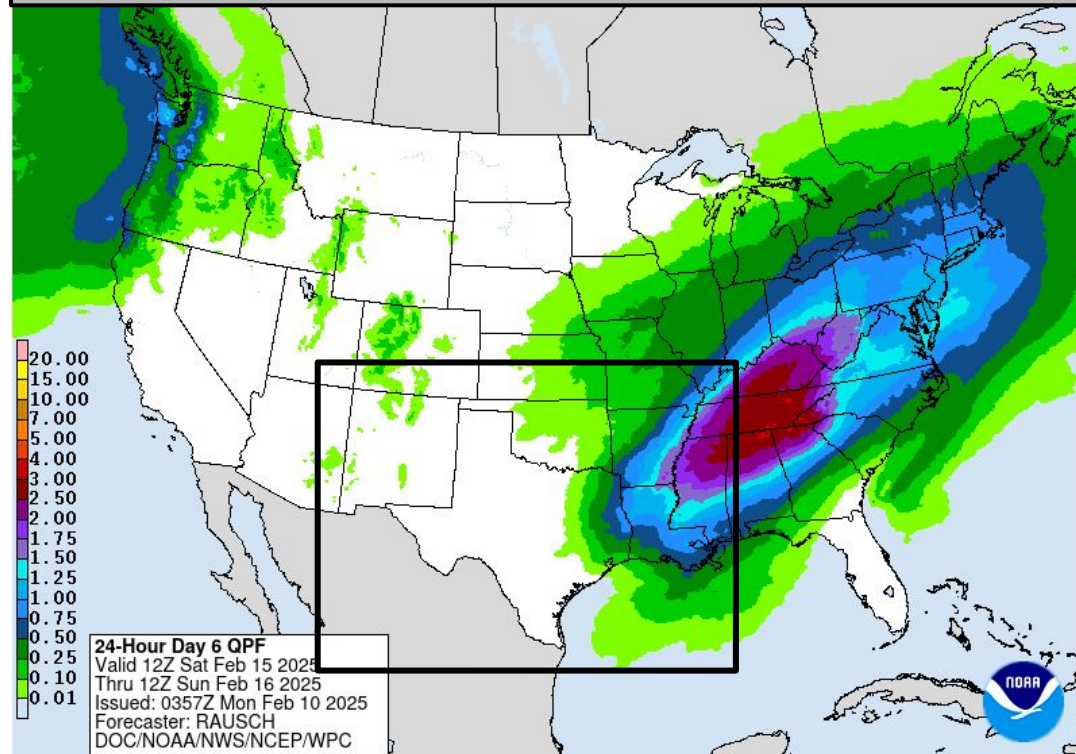 20.00
15.00
10.00
7.00
5.00
4.00
3.00
2.50
2.00
1.75
1.50
1.25
1.00
0.75
0.50
0.25
0.10
0.01
24-Hour Day 6 QPF
Valid 12Z Sat Feb 15 2025
Thru 12Z Sun Feb 16 2025
Issued: 0357Z Mon Feb 10 2025
Forecaster: RAUSCH
DOC/NOAA/NWS/NCEP/WPC
NOAA